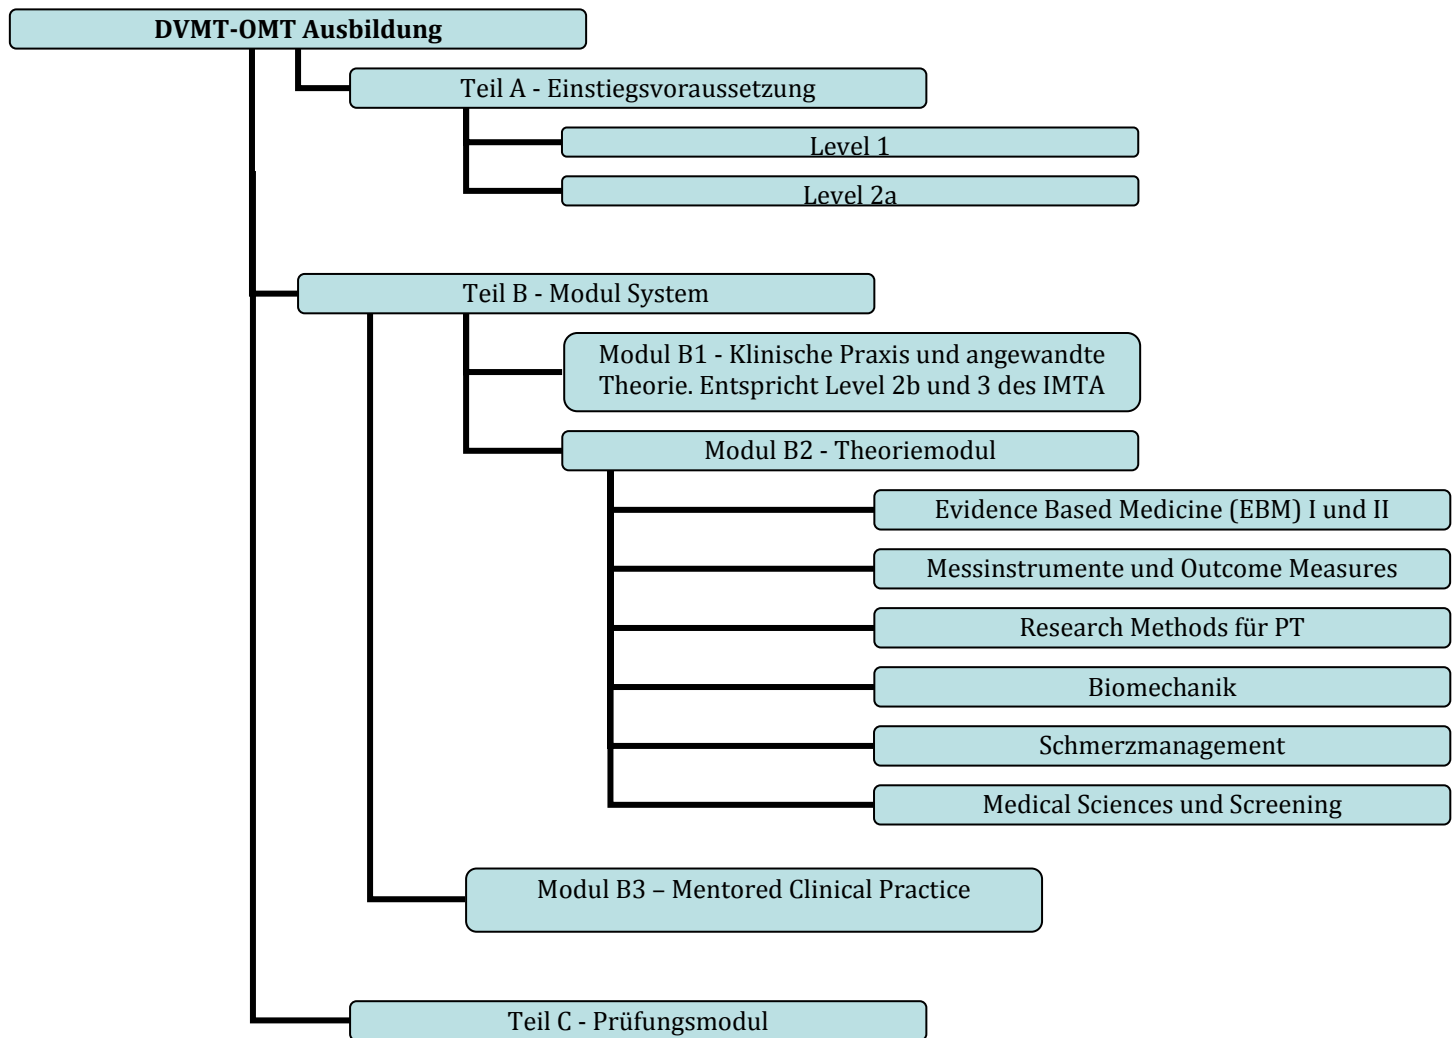 DVMT-OMT Ausbildung
Teil A - Einstiegsvoraussetzung
Level 1
Level 2a
Teil B - Modul System
Modul B1 - Klinische Praxis und angewandte
Theorie. Entspricht Level 2b und 3 des IMTA
Modul B2 - Theoriemodul
Evidence Based Medicine (EBM) I und II
Messinstrumente und Outcome Measures
Research Methods für PT
Biomechanik
Schmerzmanagement
Medical Sciences und Screening
Modul B3 – Mentored Clinical Practice
Teil C - Prüfungsmodul